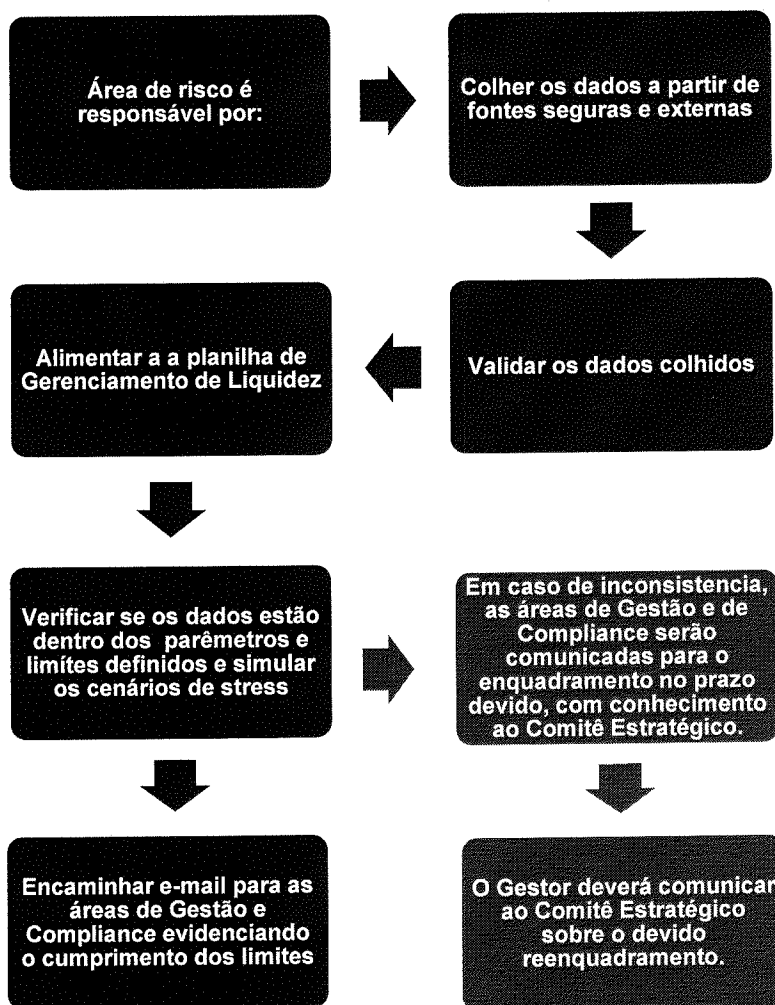 Área de risco é
responsável por:
Colher os dados a partir de
fontes seguras e externas
Validar os dados colhidos
Alimentar a a planilha de
Gerenciamento de Liquidez
Verificar se os dados estão
dentro dos parêmetros e
limítes definidos e simular
os cenários de stress
Em caso de inconsistencia,
as áreas de Gestão e de
Compliance serão
comunicadas para o
enquadramento no prazo
devido, com conhecimento
ao Comitê Estratégico.
Encaminhar e-mail para as
áreas de Gestão e
Compliance evidenciando
o cumprimento dos limites
O Gestor deverá comunicar
ao Comitê Estratégico
sobre o devido
reenquadramento.